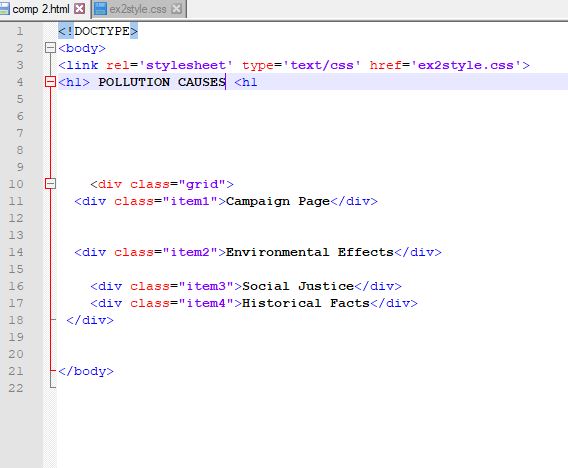 comp 2.html ex2style.css
1 <!DOCTYPE>
2 <body>
3 <link rel='stylesheet' type='text/css' href='ex2style.css'>
4 <h1> POLLUTION CAUSES <h1
5
6
7
8
9
10 <div class="grid">
11 <div class="item1">Campaign Page</div>
12
13
14 <div class="item2">Environmental Effects</div>
15
16 <div class="item3">Social Justice</div>
17 <div class="item4">Historical Facts</div>
18 </div>
19
20
21 </body>
22